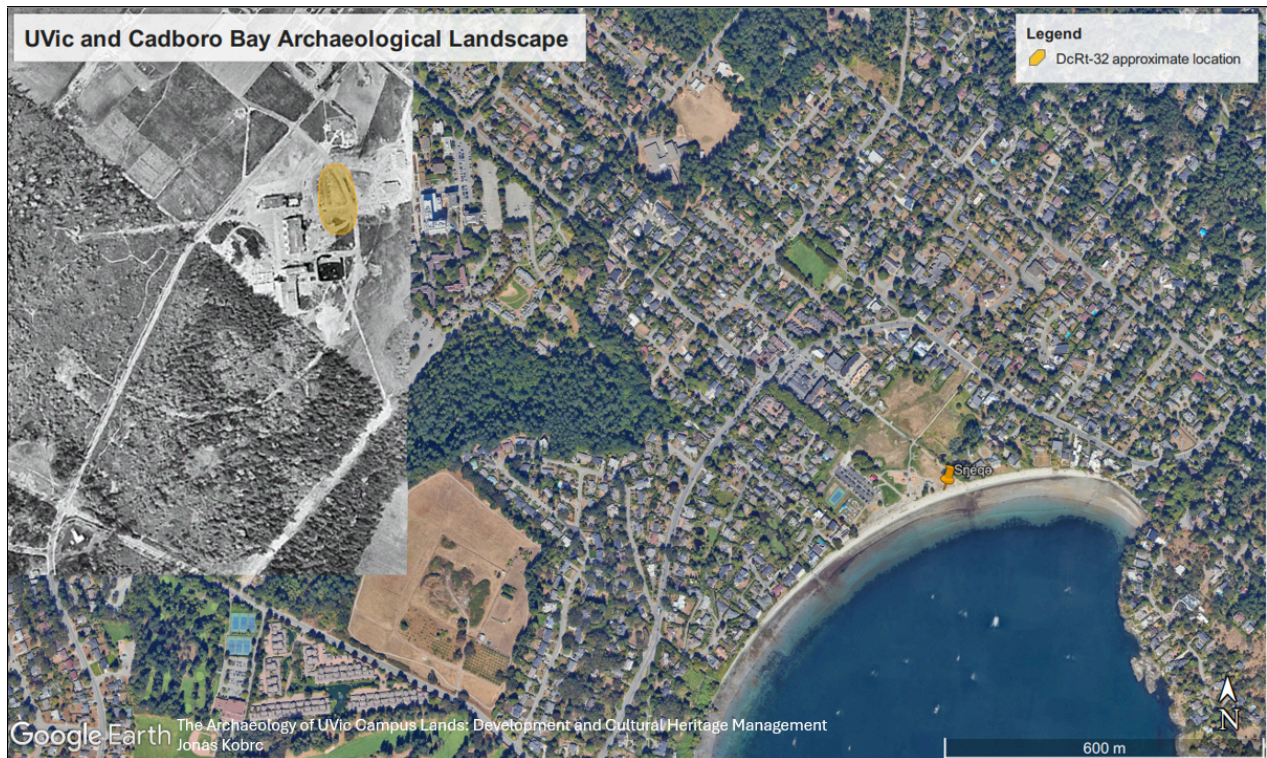 UVic and Cadboro Bay Archaeological Landscape
Legend
DcRt-32 approximate location
Sneqə
Google Earth
The Archaeology of UVic Campus Lands: Development and Cultural Heritage Management
Jonas Kobrc
N
600 m